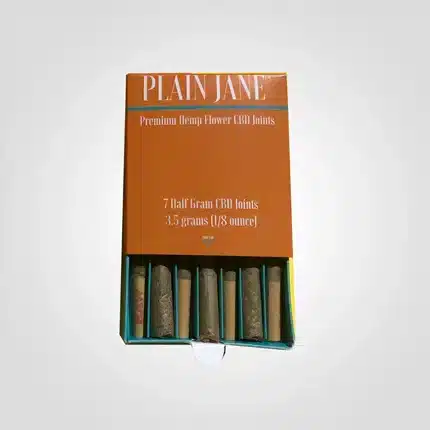 PLAIN JANE
Premium Hemp Flower CBD Joints
7 Half Gram CBD Joints
3.5 grams (1/8 ounce)